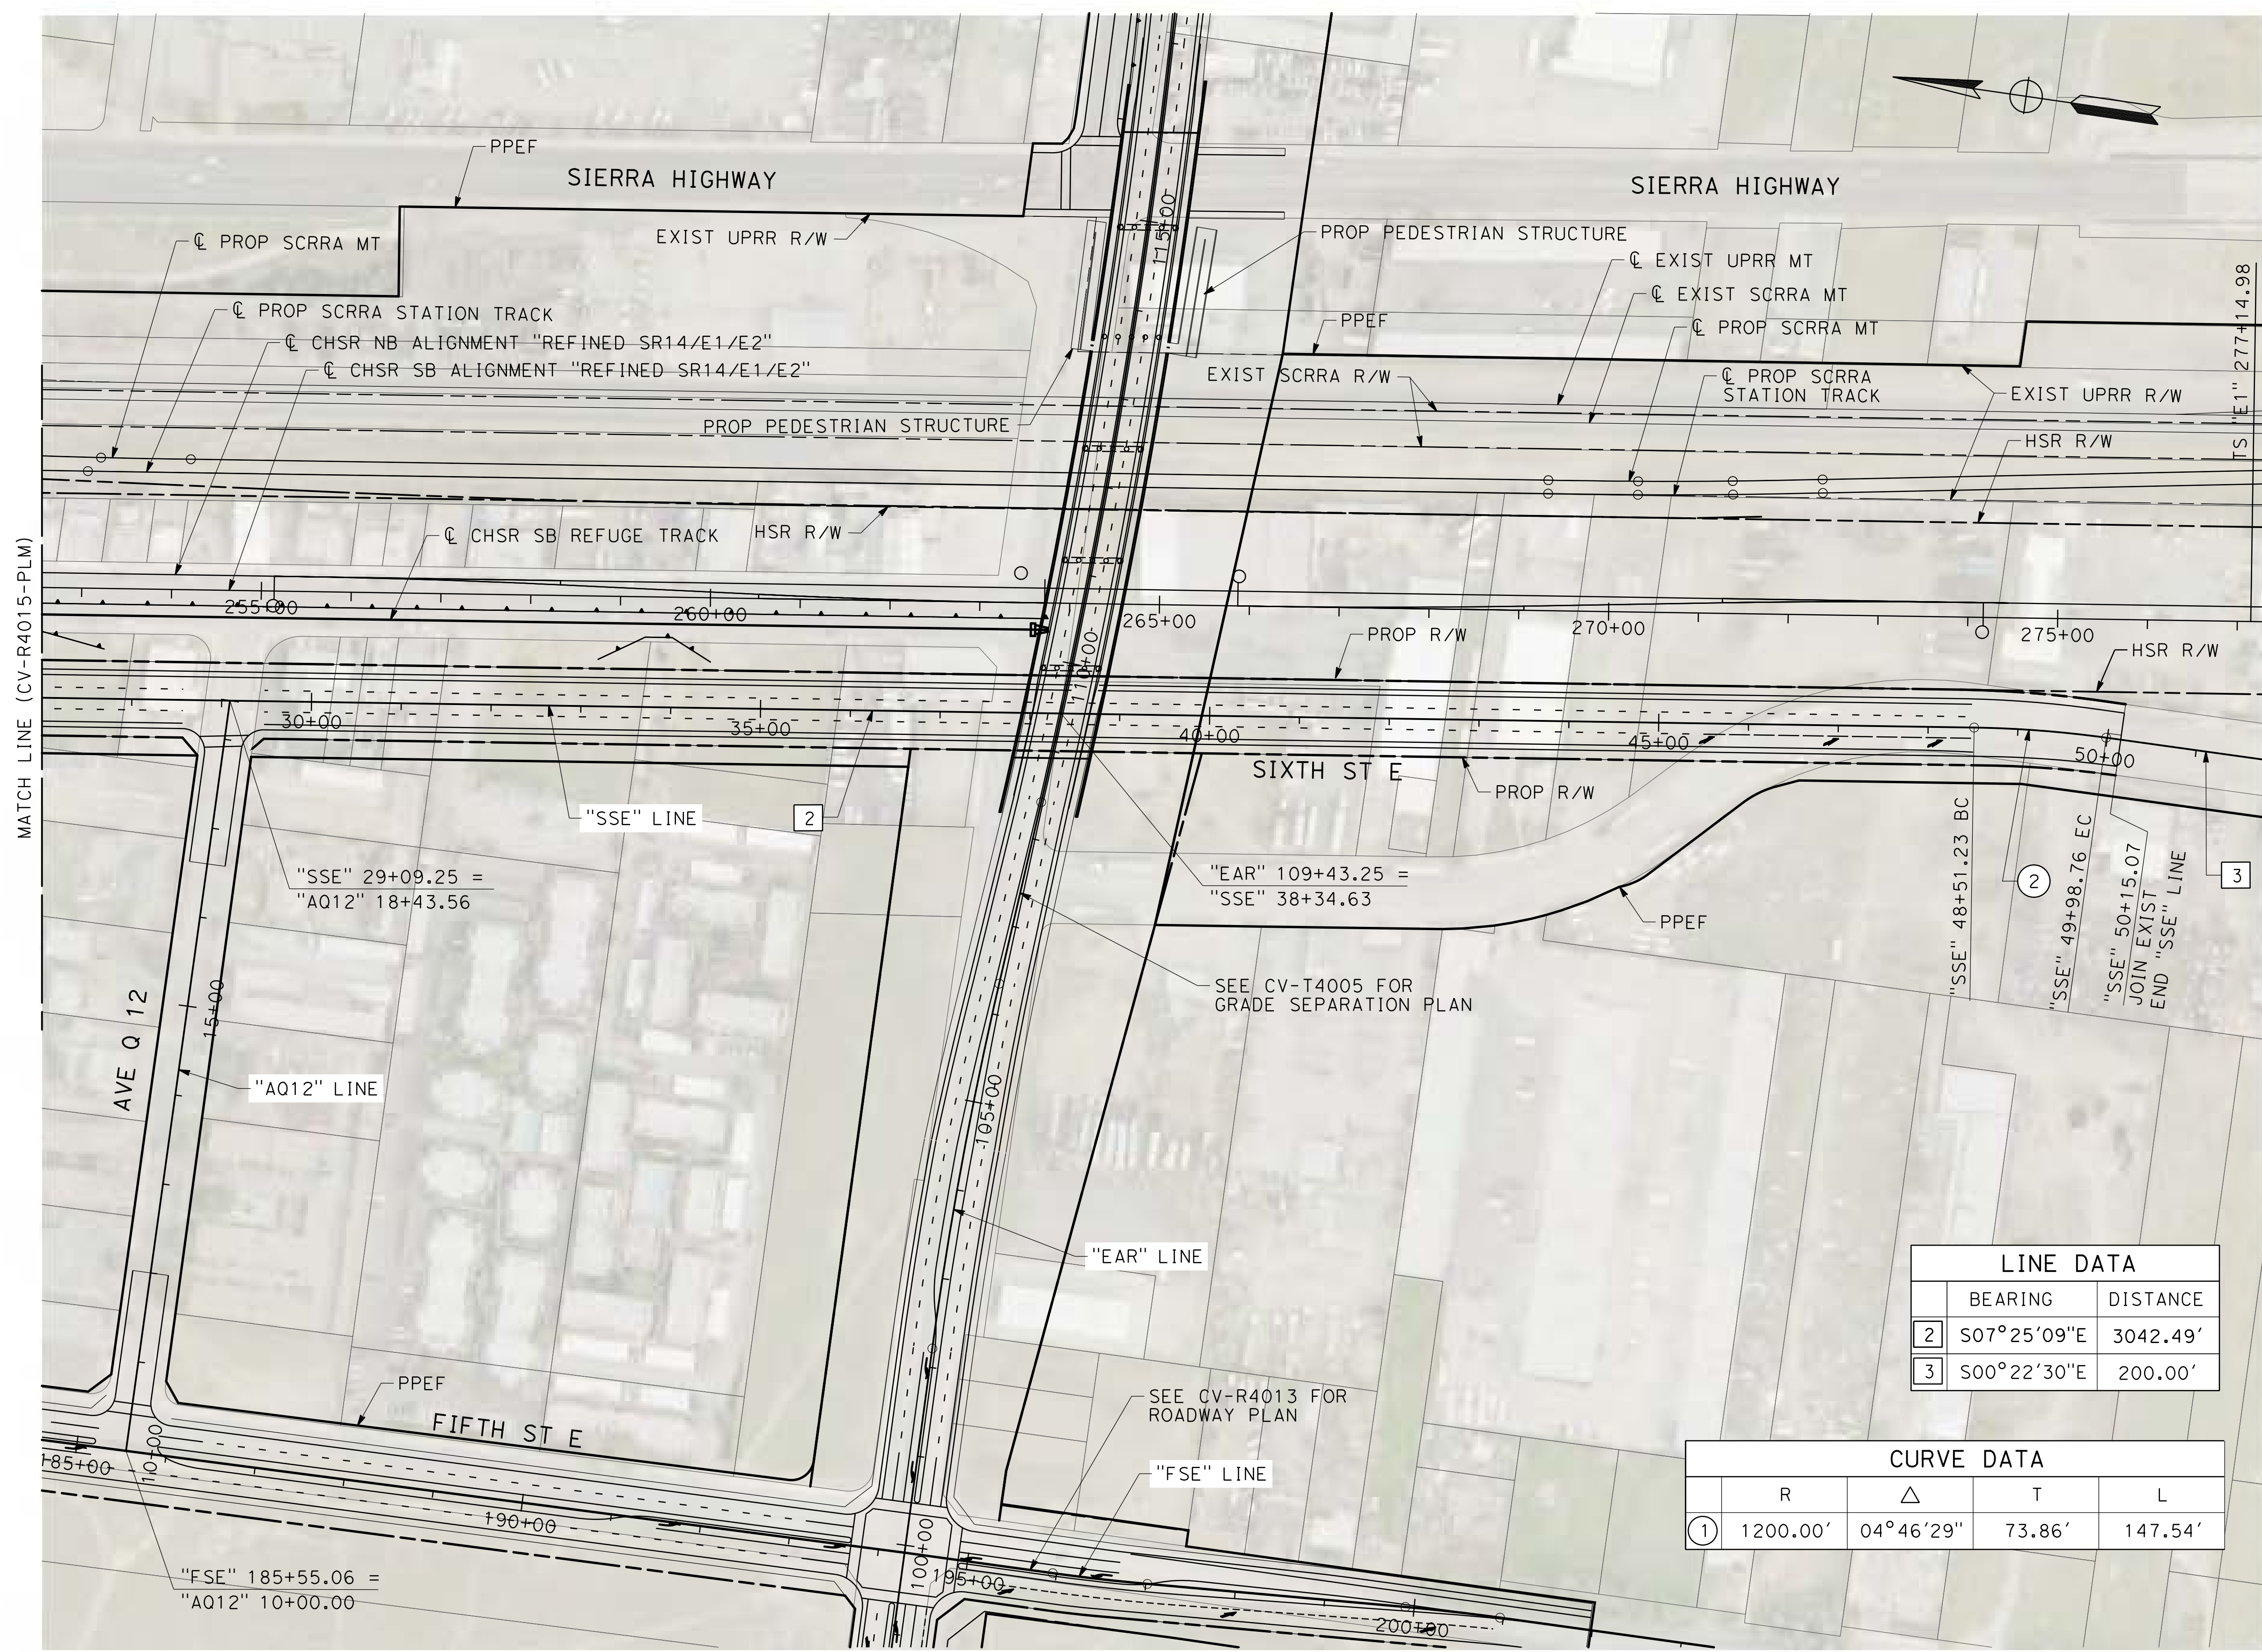 PPEF
SIERRA HIGHWAY
SIERRA HIGHWAY
℄ PROP SCRRA MT
EXIST UPRR R/W
115+00
PROP PEDESTRIAN STRUCTURE
℄ EXIST UPRR MT
℄ EXIST SCRRA MT
℄ PROP SCRRA MT
℄ PROP SCRRA STATION TRACK
℄ CHSR NB ALIGNMENT "REFINED SR14/E1/E2"
℄ CHSR SB ALIGNMENT "REFINED SR14/E1/E2"
PPEF
EXIST SCRRA R/W
℄ PROP SCRRA
STATION TRACK
EXIST UPRR R/W
TS "E1" 277+14.98
PROP PEDESTRIAN STRUCTURE
HSR R/W
℄ CHSR SB REFUGE TRACK
HSR R/W
MATCH LINE (CV-R4015-PLM)
255+00
260+00
265+00
270+00
275+00
PROP R/W
HSR R/W
110+00
30+00
35+00
40+00
45+00
50+00
SIXTH ST E
PROP R/W
"SSE" LINE
2
"SSE" 29+09.25 =
"AQ12" 18+43.56
"EAR" 109+43.25 =
"SSE" 38+34.63
PPEF
"SSE" 48+51.23 BC
2
"SSE" 49+98.76 EC
"SSE" 50+15.07
JOIN EXIST
END "SSE" LINE
3
SEE CV-T4005 FOR
GRADE SEPARATION PLAN
AVE Q 12
15+00
"AQ12" LINE
105+00
"EAR" LINE
LINE DATA
BEARING DISTANCE
2 S07°25'09"E 3042.49'
3 S00°22'30"E 200.00'
PPEF
FIFTH ST E
SEE CV-R4013 FOR
ROADWAY PLAN
"FSE" LINE
CURVE DATA
R △ T L
1 1200.00' 04°46'29" 73.86' 147.54'
185+00
10+00
190+00
100+00
195+00
200+00
"FSE" 185+55.06 =
"AQ12" 10+00.00